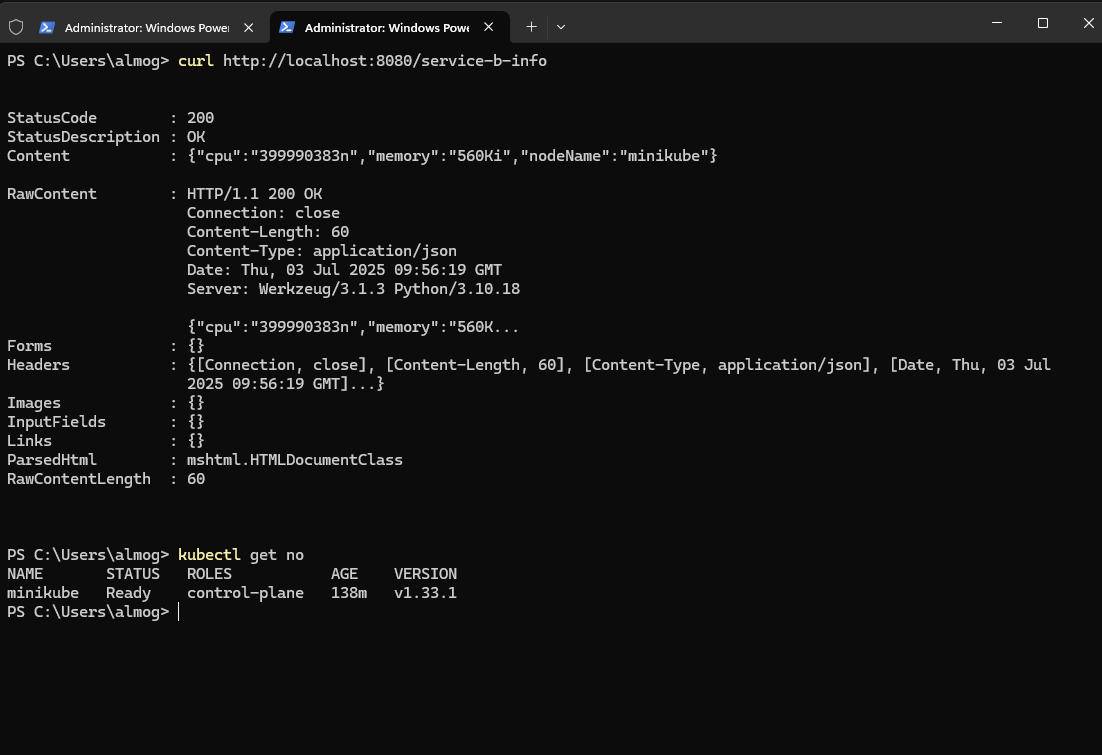 Administrator: Windows Powe
Administrator: Windows Powe
PS C:\Users\almog> curl http://localhost:8080/service-b-info
StatusCode        : 200
StatusDescription : OK
Content           : {"cpu":"399990383n","memory":"560Ki","nodeName":"minikube"}
RawContent        : HTTP/1.1 200 OK
                    Connection: close
                    Content-Length: 60
                    Content-Type: application/json
                    Date: Thu, 03 Jul 2025 09:56:19 GMT
                    Server: Werkzeug/3.1.3 Python/3.10.18
                    {"cpu":"399990383n","memory":"560K...
Forms             : {}
Headers           : {[Connection, close], [Content-Length, 60], [Content-Type, application/json], [Date, Thu, 03 Jul
                    2025 09:56:19 GMT]...}
Images            : {}
InputFields       : {}
Links             : {}
ParsedHtml        : mshtml.HTMLDocumentClass
RawContentLength  : 60
PS C:\Users\almog> kubectl get no
NAME       STATUS   ROLES           AGE    VERSION
minikube   Ready    control-plane   138m   v1.33.1
PS C:\Users\almog>